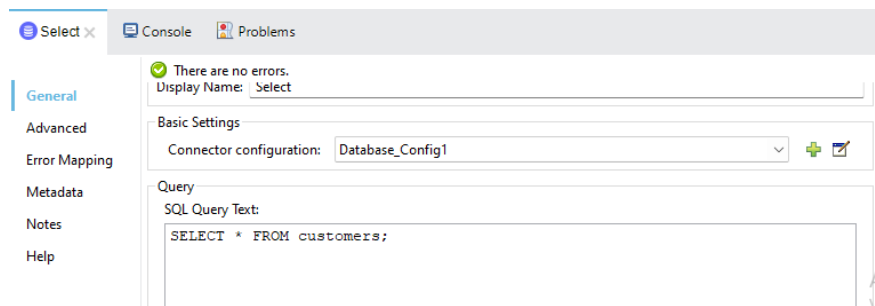 Select Console Problems
There are no errors.
Display Name: Select
General
Advanced
Error Mapping
Metadata
Notes
Help
Basic Settings
Connector configuration: Database_Config1
Query
SQL Query Text:
SELECT * FROM customers;